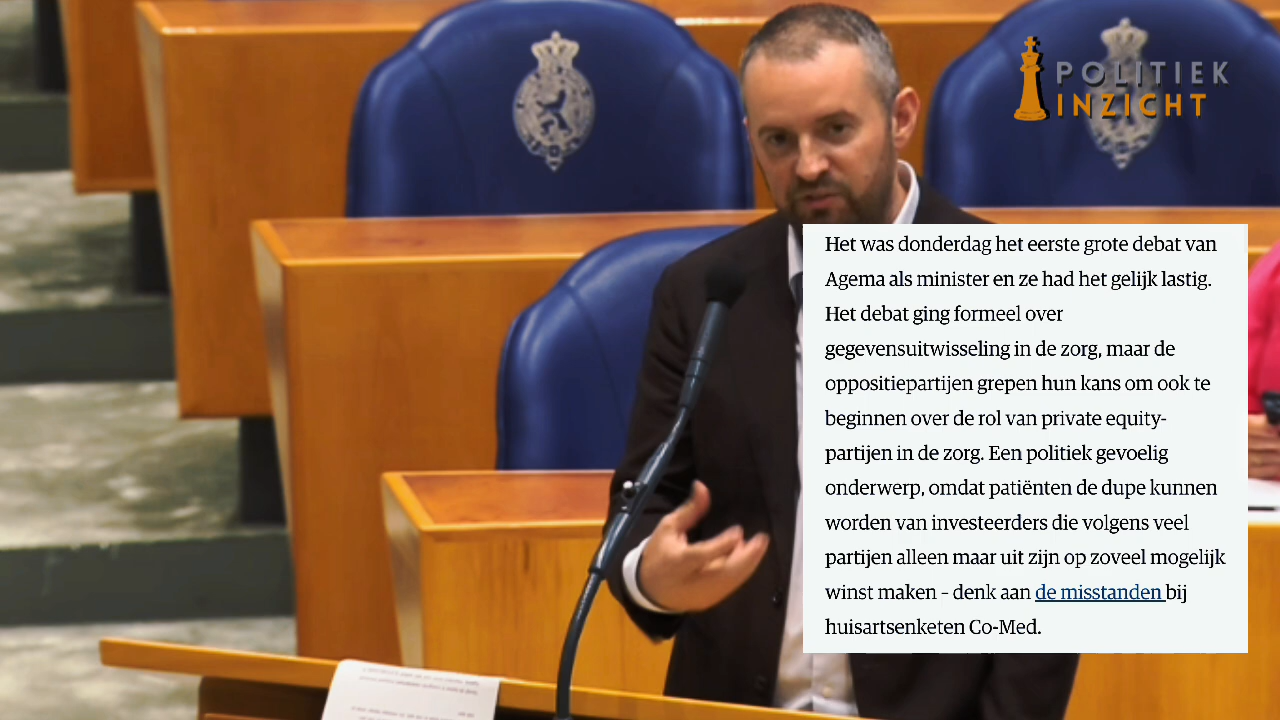 POLITIEK
INZICHT
Het was donderdag het eerste grote debat van
Agema als minister en ze had het gelijk lastig.
Het debat ging formeel over
gegevensuitwisseling in de zorg, maar de
oppositiepartijen grepen hun kans om ook te
beginnen over de rol van private equity-
partijen in de zorg. Een politiek gevoelig
onderwerp, omdat patiënten de dupe kunnen
worden van investeerders die volgens veel
partijen alleen maar uit zijn op zoveel mogelijk
winst maken – denk aan de misstanden bij
huisartsenketen Co-Med.